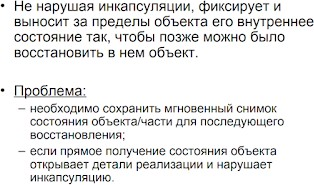 • Не нарушая инкапсуляции, фиксирует и
выносит за пределы объекта его внутреннее
состояние так, чтобы позже можно было
восстановить в нем объект.
• Проблема:
– необходимо сохранить мгновенный снимок
состояния объекта/части для последующего
восстановления;
– если прямое получение состояния объекта
открывает детали реализации и нарушает
инкапсуляцию.